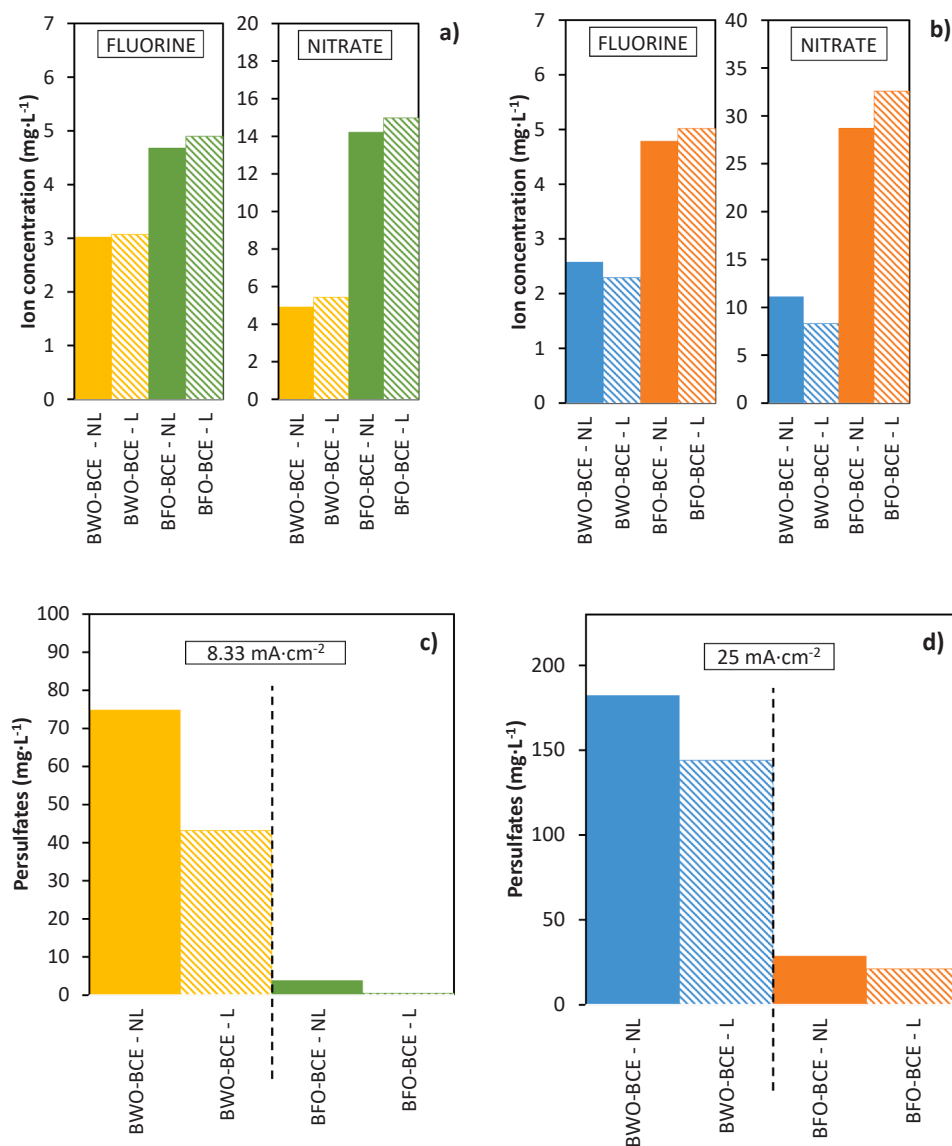 a)
FLUORINE
NITRATE
Ion concentration (mg·L-1)
7
6
5
4
3
2
1
0
20
18
16
14
12
10
8
6
4
2
0
BWO-BCE - NL
BWO-BCE - L
BFO-BCE - NL
BFO-BCE - L
BWO-BCE - NL
BWO-BCE - L
BFO-BCE - NL
BFO-BCE - L
b)
FLUORINE
NITRATE
Ion concentration (mg·L-1)
7
6
5
4
3
2
1
0
40
35
30
25
20
15
10
5
0
BWO-BCE - NL
BWO-BCE - L
BFO-BCE - NL
BFO-BCE - L
BWO-BCE - NL
BWO-BCE - L
BFO-BCE - NL
BFO-BCE - L
c)
8.33 mA·cm-2
Persulfates (mg·L-1)
100
90
80
70
60
50
40
30
20
10
0
BWO-BCE - NL
BWO-BCE - L
BFO-BCE - NL
BFO-BCE - L
d)
25 mA·cm-2
Persulfates (mg·L-1)
200
150
100
50
0
BWO-BCE - NL
BWO-BCE - L
BFO-BCE - NL
BFO-BCE - L